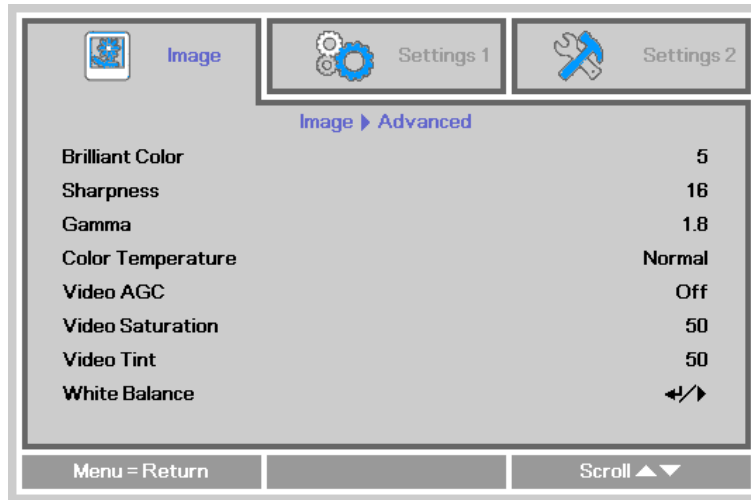 Image Settings 1 Settings 2
Image ▶ Advanced
Brilliant Color 5
Sharpness 16
Gamma 1.8
Color Temperature Normal
Video AGC Off
Video Saturation 50
Video Tint 50
White Balance ↵/▶
Menu = Return Scroll ▲▼